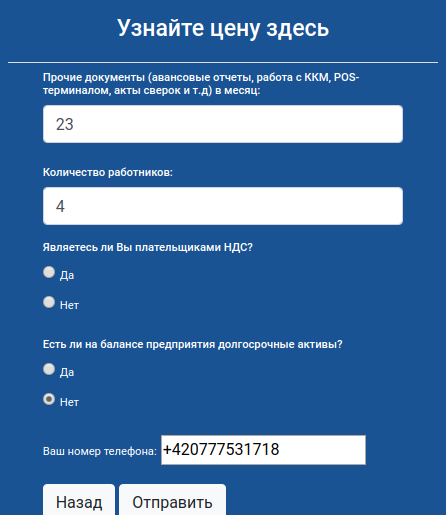 Узнайте цену здесь
Прочие документы (авансовые отчеты, работа с ККМ, POS-
терминалом, акты сверок и т.д) в месяц:
23
Количество работников:
4
Являетесь ли Вы плательщиками НДС?
Да
Нет
Есть ли на балансе предприятия долгосрочные активы?
Да
Нет
Ваш номер телефона: +420777531718
Назад Отправить